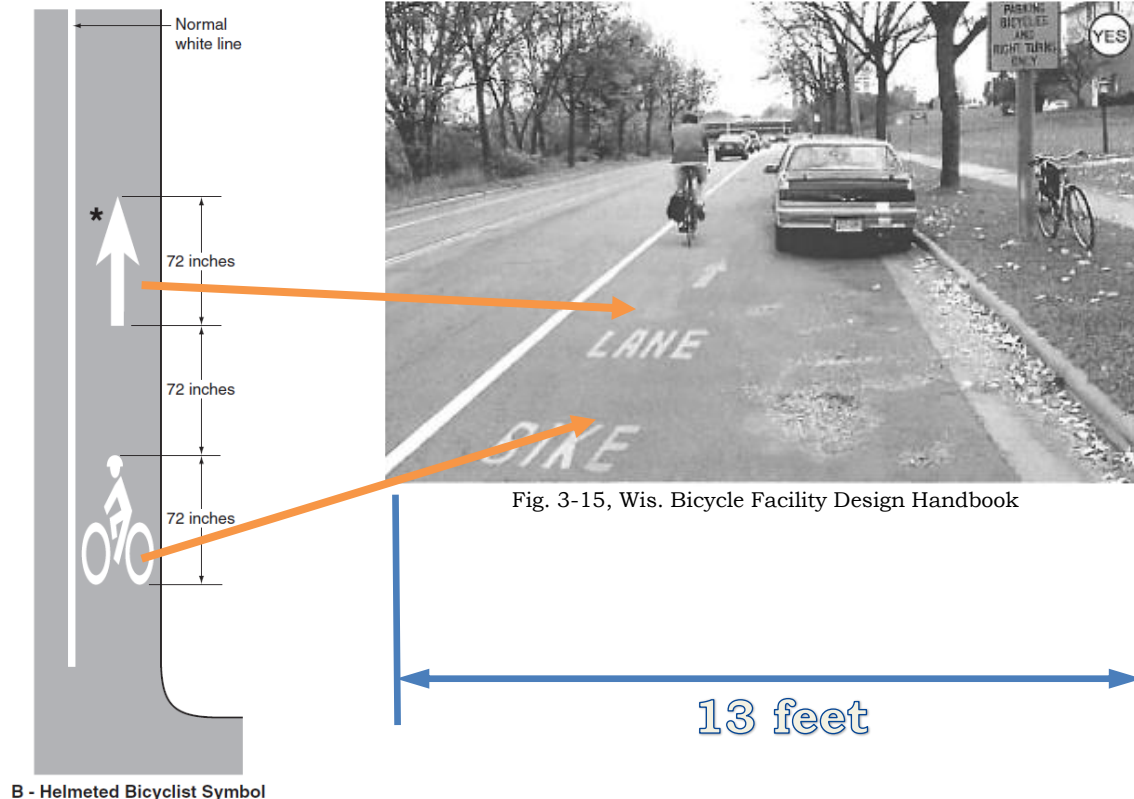 Normal
white line
*
72 inches
72 inches
72 inches
B - Helmeted Bicyclist Symbol
PARKING
BICYCLES
AND
RIGHT TURNS
ONLY
YES
LANE
BIKE
Fig. 3-15, Wis. Bicycle Facility Design Handbook
13 feet